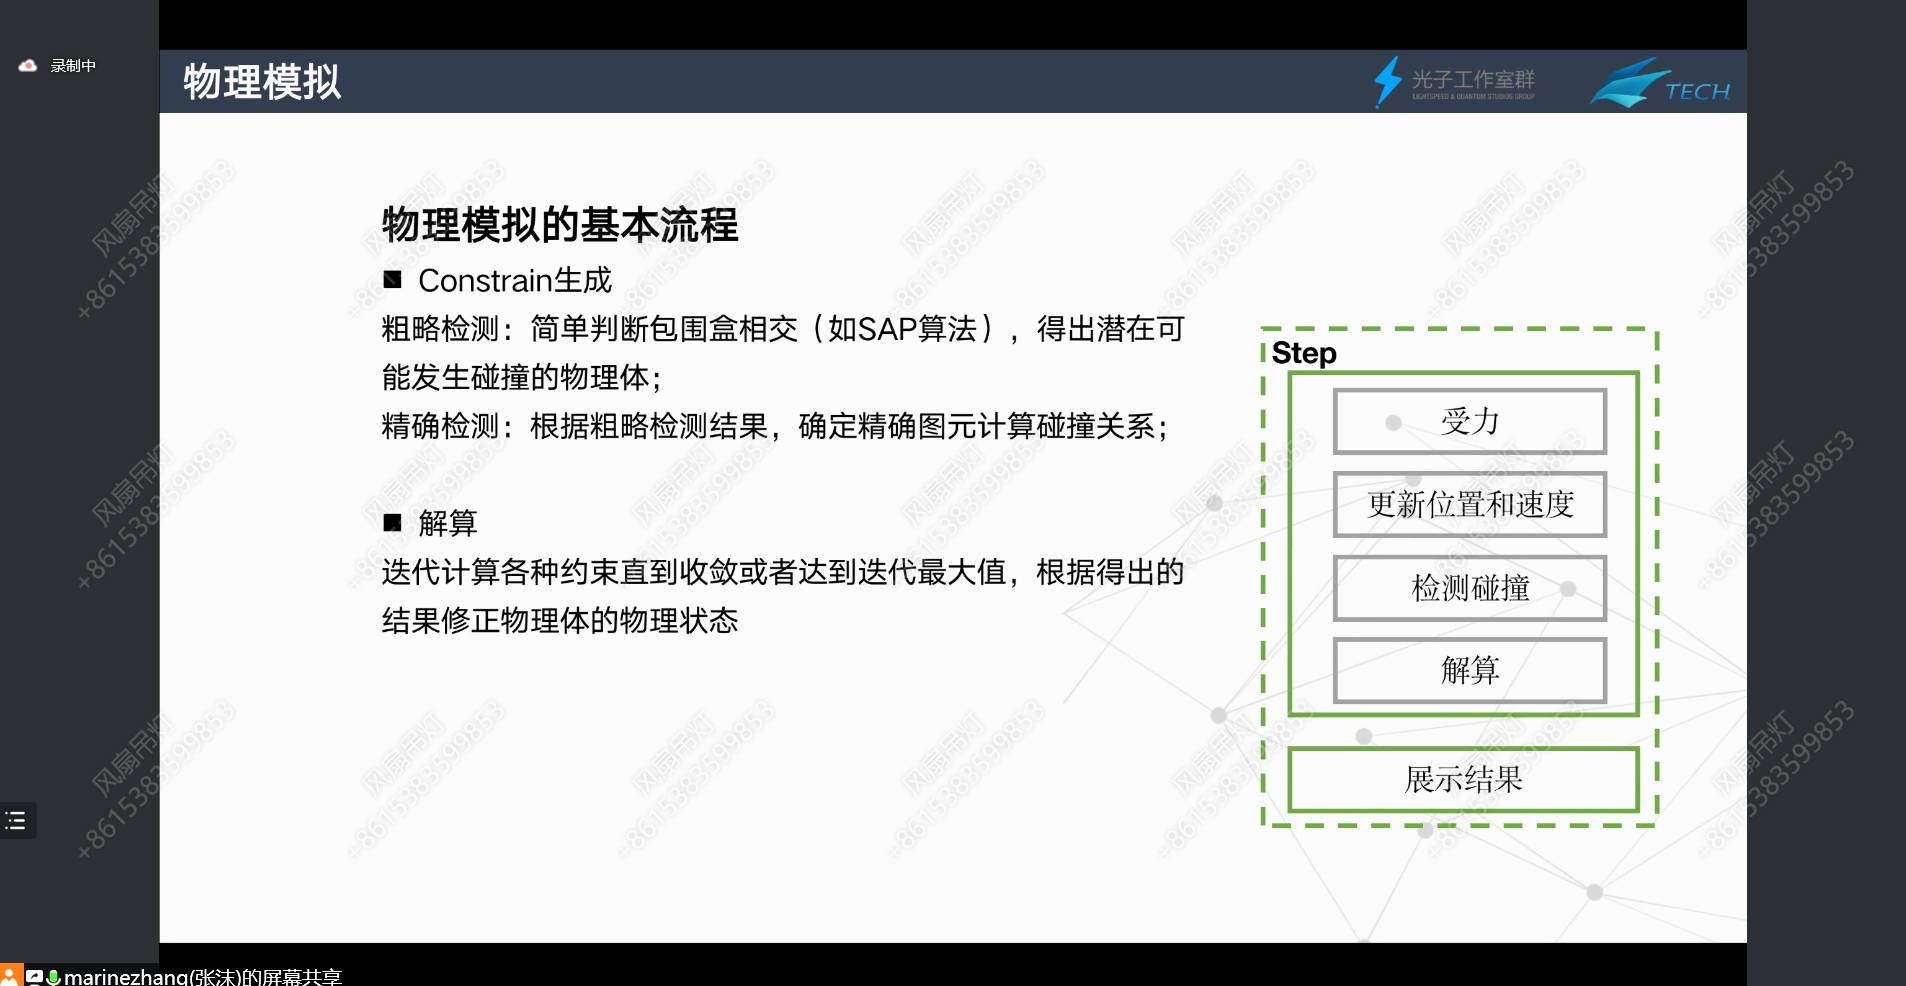 录制中
物理模拟
光子工作室群
LIGHTSPEED & QUANTUM STUDIOS GROUP
TECH
物理模拟的基本流程
■ Constrain生成
粗略检测：简单判断包围盒相交（如SAP算法），得出潜在可
能发生碰撞的物理体；
精确检测：根据粗略检测结果，确定精确图元计算碰撞关系；
■ 解算
迭代计算各种约束直到收敛或者达到迭代最大值，根据得出的
结果修正物理体的物理状态
Step
受力
更新位置和速度
检测碰撞
解算
展示结果
风扇吊灯
+8615383599853
marinezhang(张沫)的屏幕共享